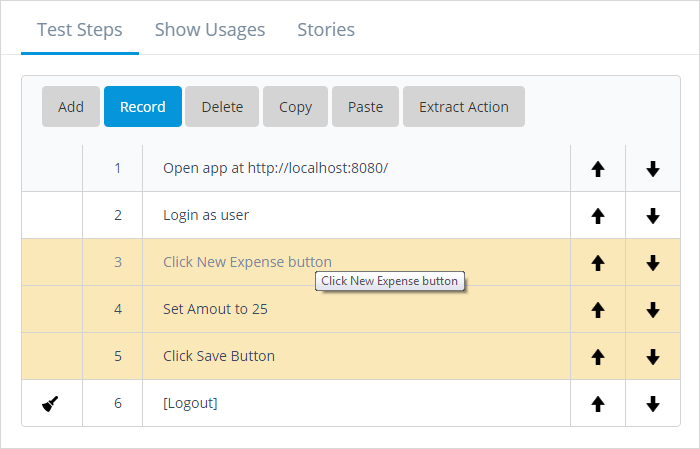 Test Steps Show Usages Stories
Add Record Delete Copy Paste Extract Action
1 Open app at http://localhost:8080/
2 Login as user
3 Click New Expense button
Click New Expense button
4 Set Amout to 25
5 Click Save Button
6 [Logout]